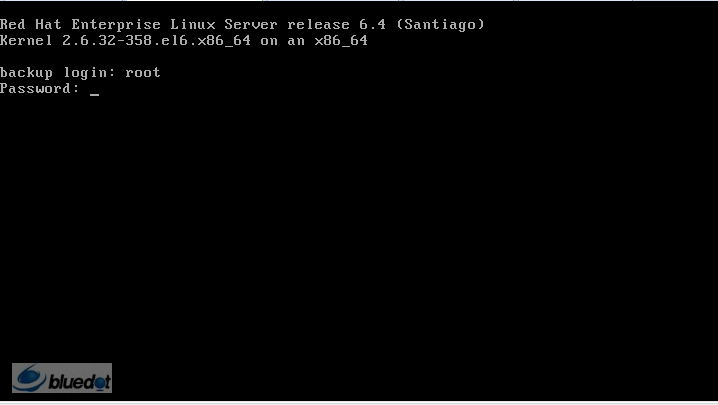 Red Hat Enterprise Linux Server release 6.4 (Santiago)
Kernel 2.6.32-358.el6.x86_64 on an x86_64
backup login: root
Password: _
bluedot